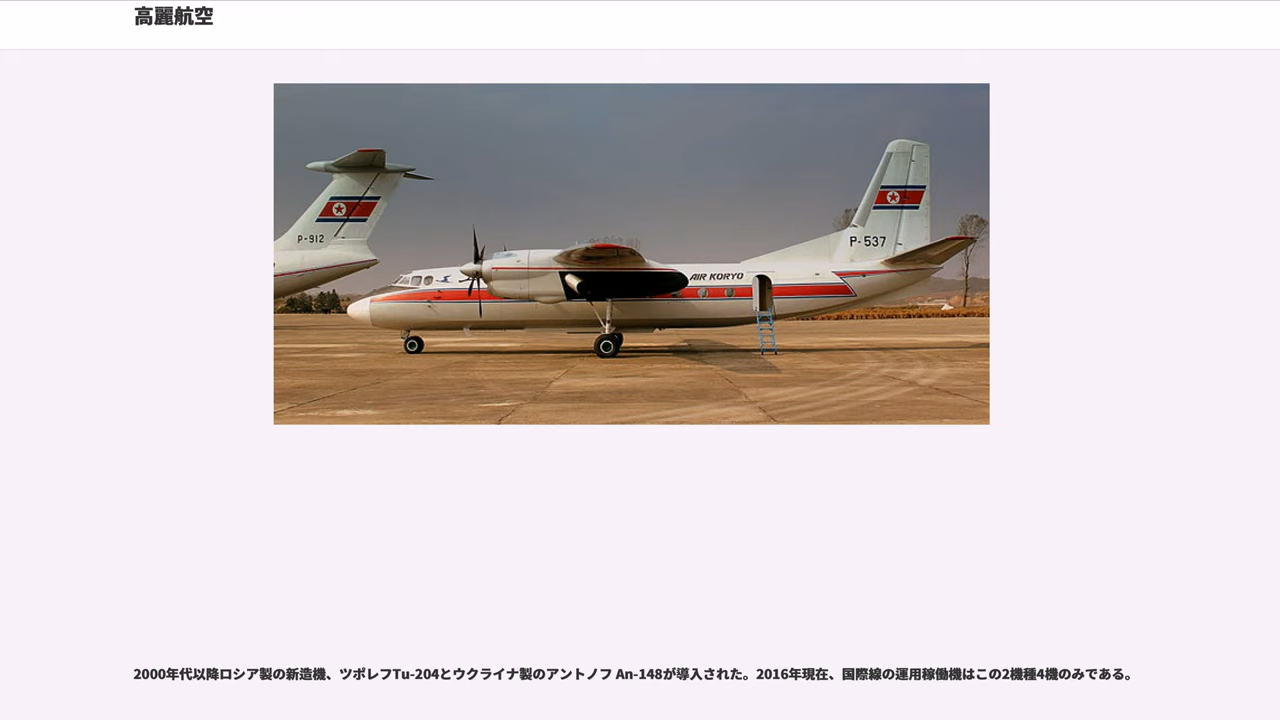 高麗航空
P-912
P-537
AIR KORYO
2000年代以降ロシア製の新造機、ツポレフTu-204とウクライナ製のアントノフ An-148が導入された。2016年現在、国際線の運用稼働機はこの2機種4機のみである。